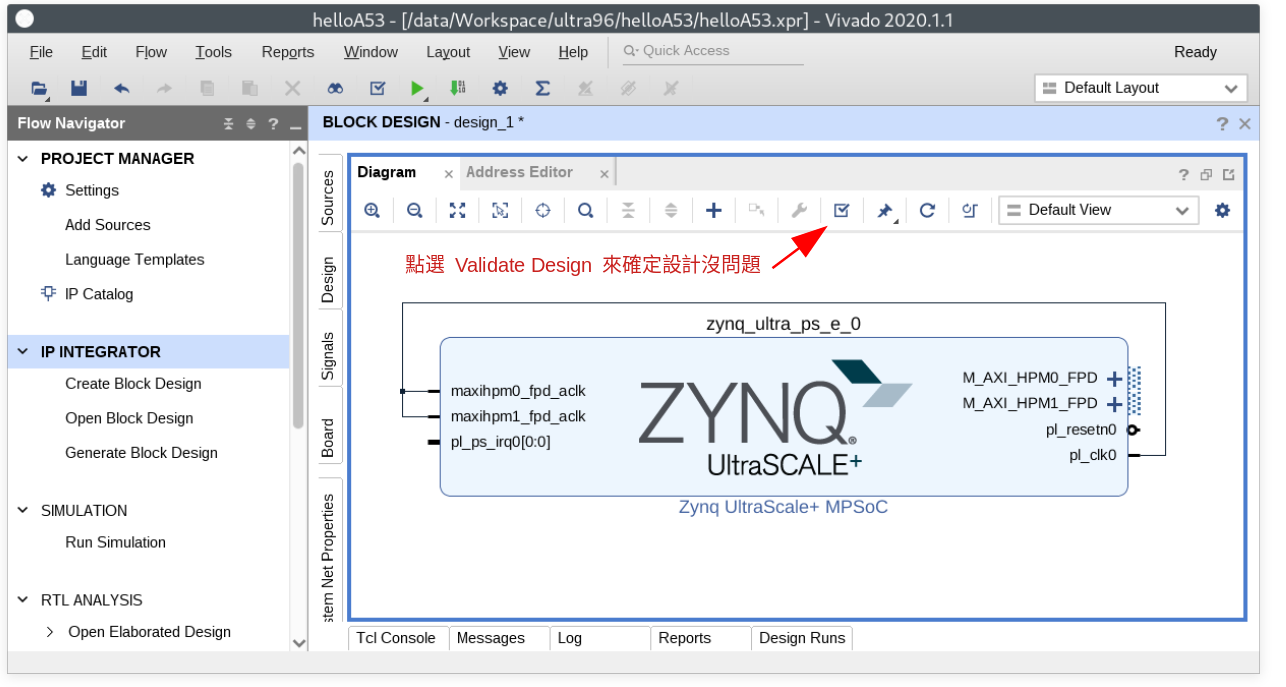 helloA53 - [/data/Workspace/ultra96/helloA53/helloA53.xpr] - Vivado 2020.1.1
File Edit Flow Tools Reports Window Layout View Help Quick Access Ready
Default Layout
Flow Navigator
PROJECT MANAGER
Settings
Add Sources
Language Templates
IP Catalog
IP INTEGRATOR
Create Block Design
Open Block Design
Generate Block Design
SIMULATION
Run Simulation
RTL ANALYSIS
Open Elaborated Design
BLOCK DESIGN - design_1 *
Sources
Design
Signals
Board
stem Net Properties
Diagram Address Editor
Default View
點選 Validate Design 來確定設計沒問題
zynq_ultra_ps_e_0
maxihpm0_fpd_aclk
maxihpm1_fpd_aclk
pl_ps_irq0[0:0]
ZYNQ®
UltraSCALE+
M_AXI_HPM0_FPD
M_AXI_HPM1_FPD
pl_resetn0
pl_clk0
Zynq UltraScale+ MPSoC
Tcl Console Messages Log Reports Design Runs